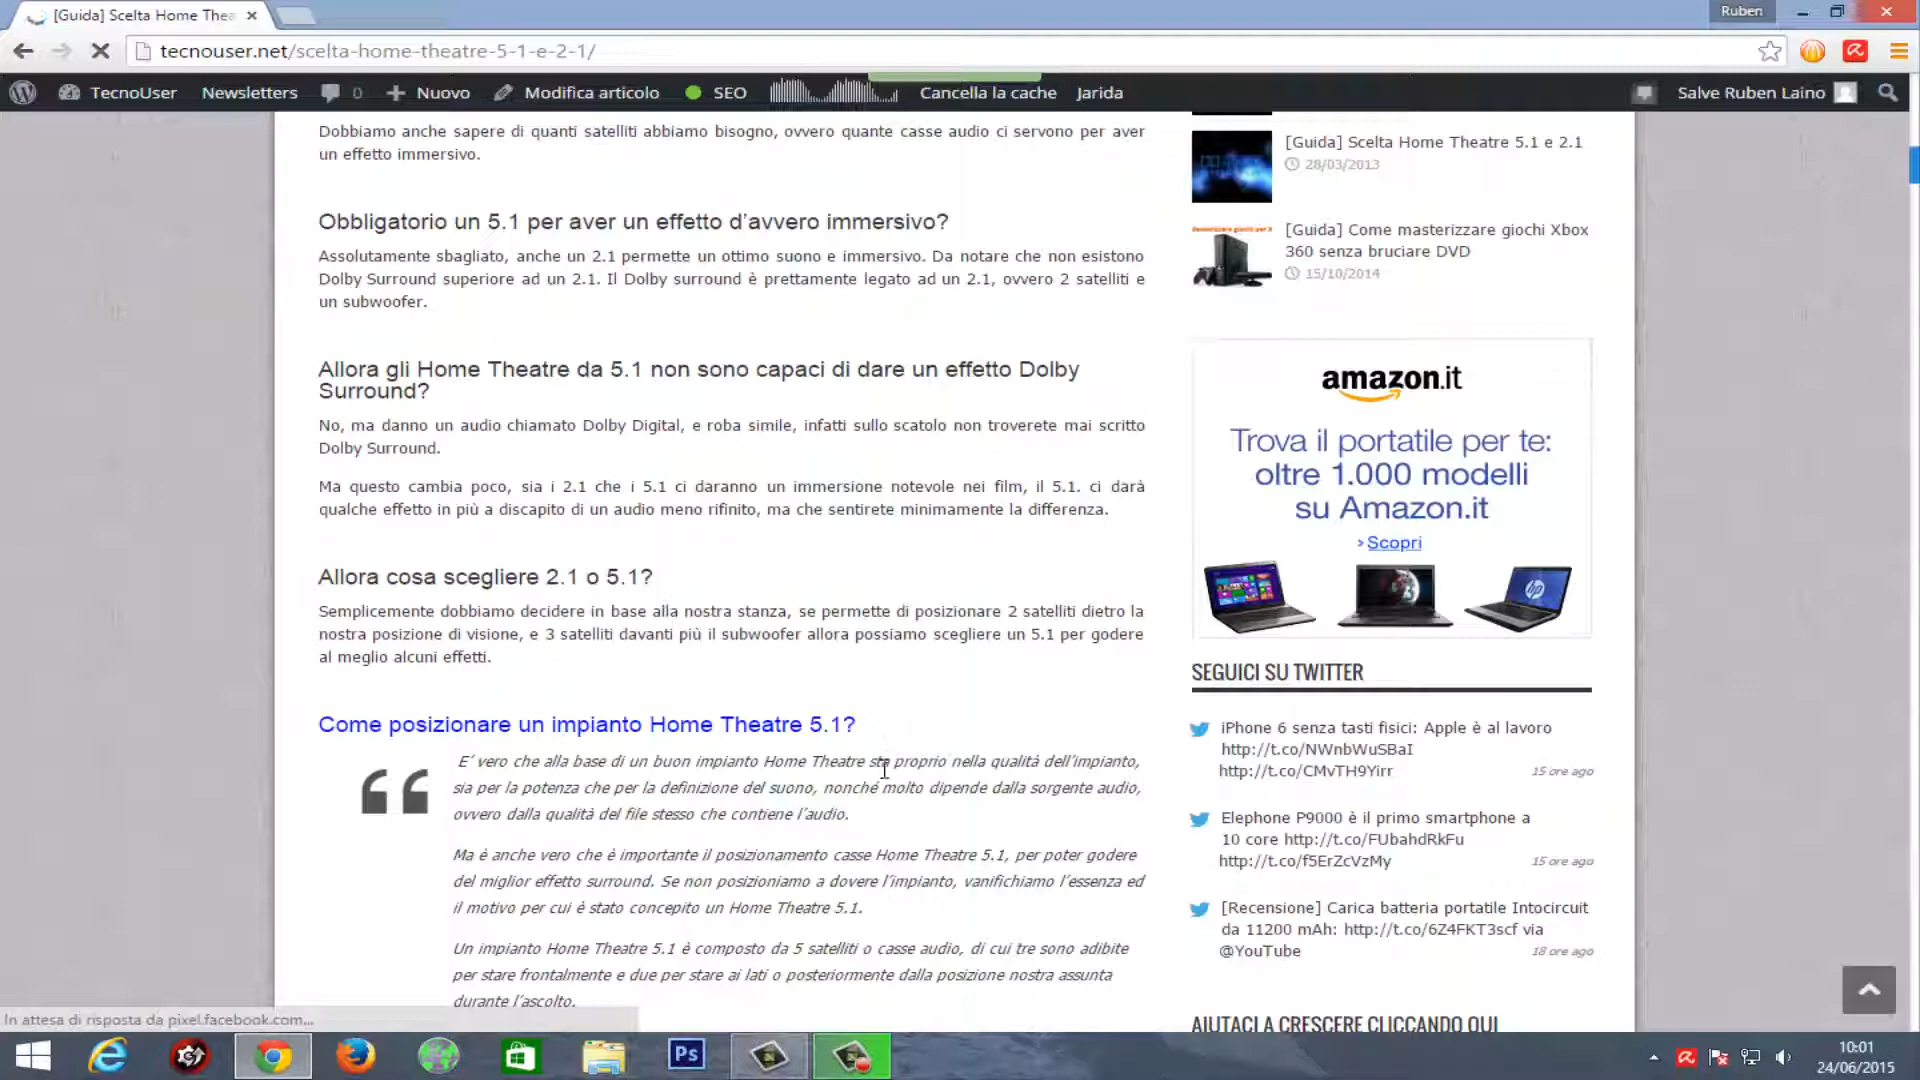 [Guida] Scelta Home Thea
Ruben
tecnouser.net/scelta-home-theatre-5-1-e-2-1/
TecnoUser Newsletters 0 Nuovo Modifica articolo SEO Cancella la cache Jarida Salve Ruben Laino
Dobbiamo anche sapere di quanti satelliti abbiamo bisogno, ovvero quante casse audio ci servono per aver
un effetto immersivo.
Obbligatorio un 5.1 per aver un effetto d’avvero immersivo?
Assolutamente sbagliato, anche un 2.1 permette un ottimo suono e immersivo. Da notare che non esistono
Dolby Surround superiore ad un 2.1. Il Dolby surround è prettamente legato ad un 2.1, ovvero 2 satelliti e
un subwoofer.
Allora gli Home Theatre da 5.1 non sono capaci di dare un effetto Dolby
Surround?
No, ma danno un audio chiamato Dolby Digital, e roba simile, infatti sullo scatolo non troverete mai scritto
Dolby Surround.
Ma questo cambia poco, sia i 2.1 che i 5.1 ci daranno un immersione notevole nei film, il 5.1. ci darà
qualche effetto in più a discapito di un audio meno rifinito, ma che sentirete minimamente la differenza.
Allora cosa scegliere 2.1 o 5.1?
Semplicemente dobbiamo decidere in base alla nostra stanza, se permette di posizionare 2 satelliti dietro la
nostra posizione di visione, e 3 satelliti davanti più il subwoofer allora possiamo scegliere un 5.1 per godere
al meglio alcuni effetti.
Come posizionare un impianto Home Theatre 5.1?
E’ vero che alla base di un buon impianto Home Theatre sta proprio nella qualità dell’impianto,
sia per la potenza che per la definizione del suono, nonché molto dipende dalla sorgente audio,
ovvero dalla qualità del file stesso che contiene l’audio.
Ma è anche vero che è importante il posizionamento casse Home Theatre 5.1, per poter godere
del miglior effetto surround. Se non posizioniamo a dovere l’impianto, vanifichiamo l’essenza ed
il motivo per cui è stato concepito un Home Theatre 5.1.
Un impianto Home Theatre 5.1 è composto da 5 satelliti o casse audio, di cui tre sono adibite
per stare frontalmente e due per stare ai lati o posteriormente dalla posizione nostra assunta
durante l’ascolto.
[Guida] Scelta Home Theatre 5.1 e 2.1
28/03/2013
[Guida] Come masterizzare giochi Xbox
360 senza bruciare DVD
15/10/2014
amazon.it
Trova il portatile per te:
oltre 1.000 modelli
su Amazon.it
› Scopri
SEGUICI SU TWITTER
iPhone 6 senza tasti fisici: Apple è al lavoro
http://t.co/NWnbWuSBaI
http://t.co/CMvTH9Yirr 15 ore ago
Elephone P9000 è il primo smartphone a
10 core http://t.co/FUbahdRkFu
http://t.co/f5ErZcVzMy 15 ore ago
[Recensione] Carica batteria portatile Intocircuit
da 11200 mAh: http://t.co/6Z4FKT3scf via
@YouTube 18 ore ago
AIUTACI A CRESCERE CLICCANDO QUI
In attesa di risposta da pixel.facebook.com...
Ps
10:01
24/06/2015